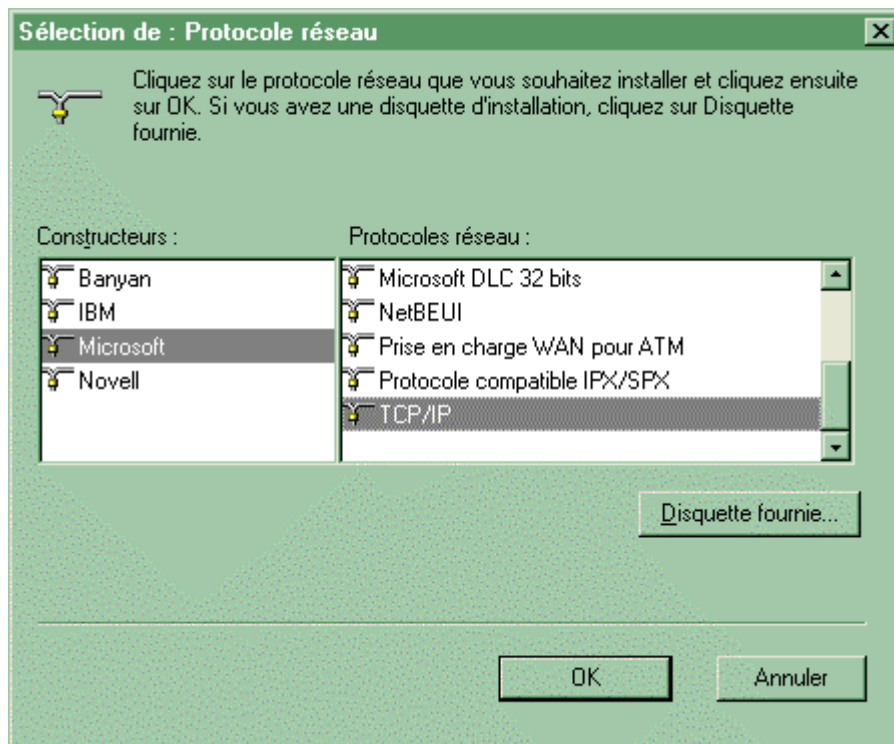 Sélection de : Protocole réseau
Cliquez sur le protocole réseau que vous souhaitez installer et cliquez ensuite
sur OK. Si vous avez une disquette d'installation, cliquez sur Disquette
fournie.
Constructeurs :
Banyan
IBM
Microsoft
Novell
Protocoles réseau :
Microsoft DLC 32 bits
NetBEUI
Prise en charge WAN pour ATM
Protocole compatible IPX/SPX
TCP/IP
Disquette fournie...
OK
Annuler